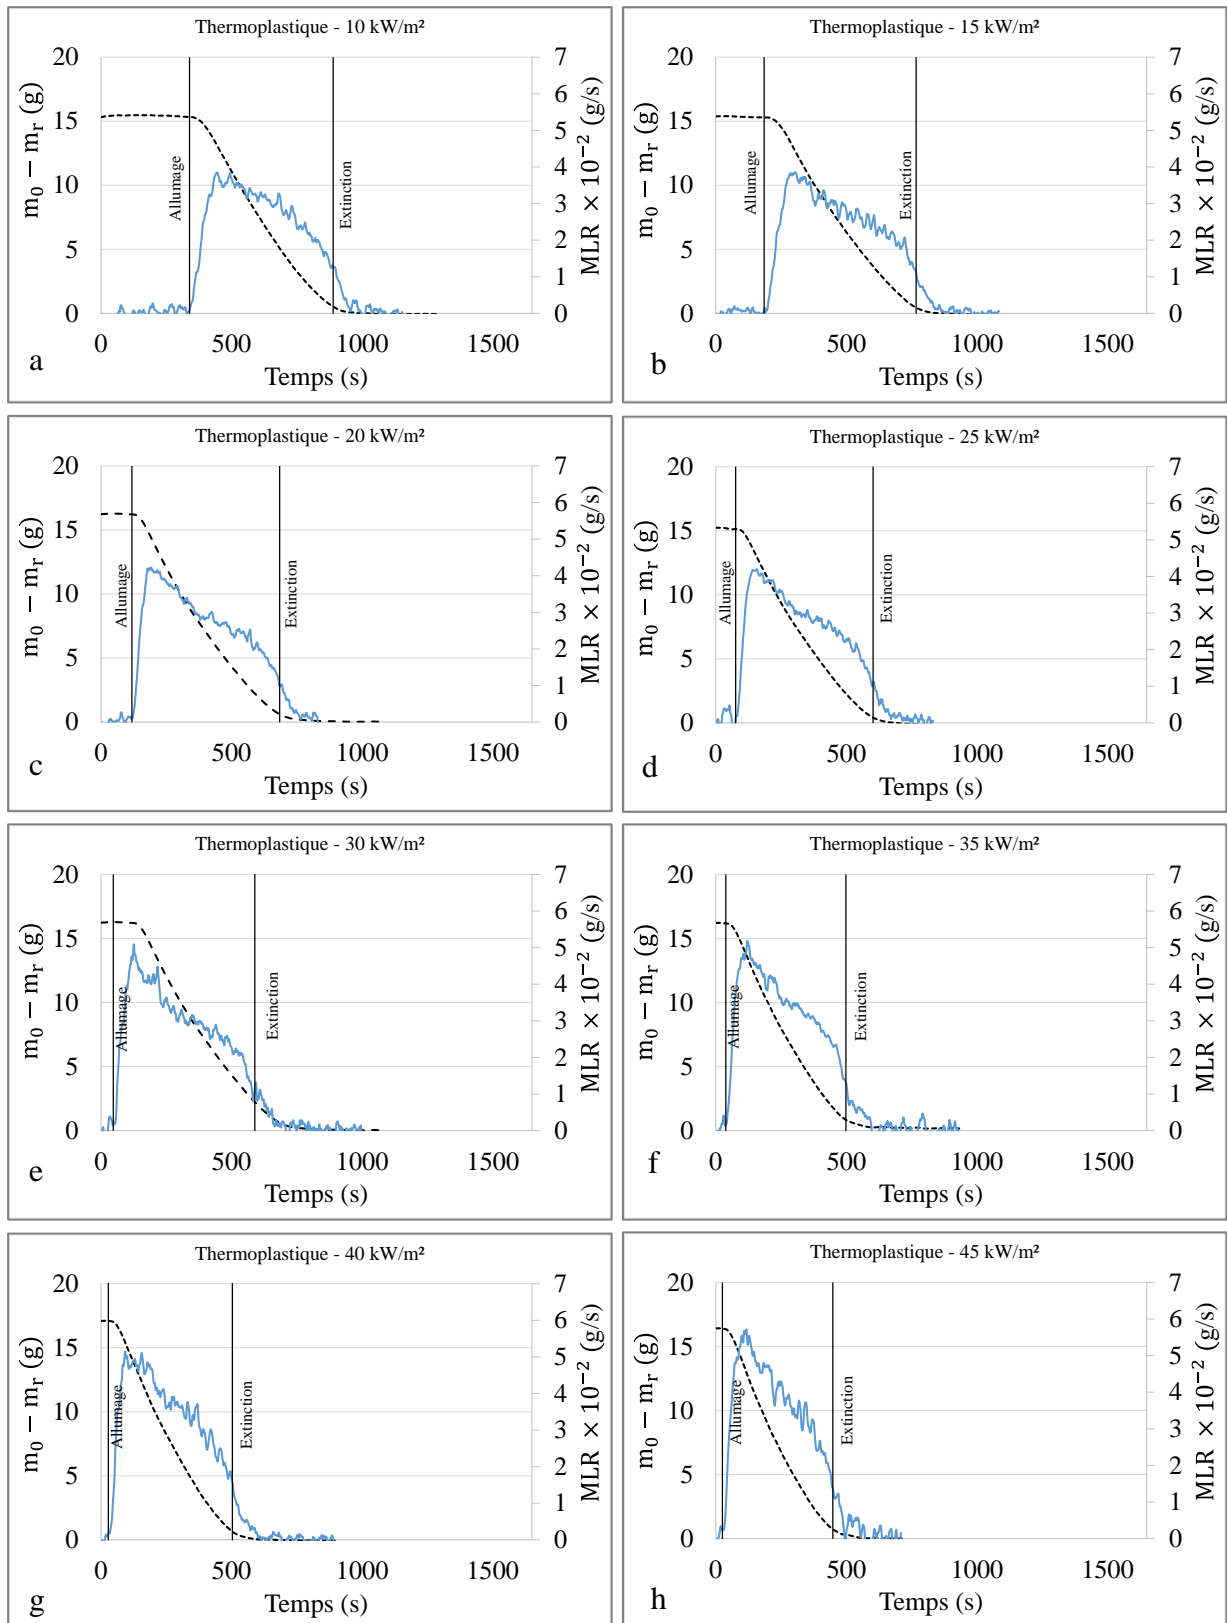 Thermoplastique - 10 kW/m²
20
15
10
5
0
7
6
5
4
3
2
1
0
m₀ − mᵣ (g)
MLR × 10⁻² (g/s)
Allumage
Extinction
0 500 1000 1500
Temps (s)
a
Thermoplastique - 15 kW/m²
20
15
10
5
0
7
6
5
4
3
2
1
0
m₀ − mᵣ (g)
MLR × 10⁻² (g/s)
Allumage
Extinction
0 500 1000 1500
Temps (s)
b
Thermoplastique - 20 kW/m²
20
15
10
5
0
7
6
5
4
3
2
1
0
m₀ − mᵣ (g)
MLR × 10⁻² (g/s)
Allumage
Extinction
0 500 1000 1500
Temps (s)
c
Thermoplastique - 25 kW/m²
20
15
10
5
0
7
6
5
4
3
2
1
0
m₀ − mᵣ (g)
MLR × 10⁻² (g/s)
Allumage
Extinction
0 500 1000 1500
Temps (s)
d
Thermoplastique - 30 kW/m²
20
15
10
5
0
7
6
5
4
3
2
1
0
m₀ − mᵣ (g)
MLR × 10⁻² (g/s)
Allumage
Extinction
0 500 1000 1500
Temps (s)
e
Thermoplastique - 35 kW/m²
20
15
10
5
0
7
6
5
4
3
2
1
0
m₀ − mᵣ (g)
MLR × 10⁻² (g/s)
Allumage
Extinction
0 500 1000 1500
Temps (s)
f
Thermoplastique - 40 kW/m²
20
15
10
5
0
7
6
5
4
3
2
1
0
m₀ − mᵣ (g)
MLR × 10⁻² (g/s)
Allumage
Extinction
0 500 1000 1500
Temps (s)
g
Thermoplastique - 45 kW/m²
20
15
10
5
0
7
6
5
4
3
2
1
0
m₀ − mᵣ (g)
MLR × 10⁻² (g/s)
Allumage
Extinction
0 500 1000 1500
Temps (s)
h